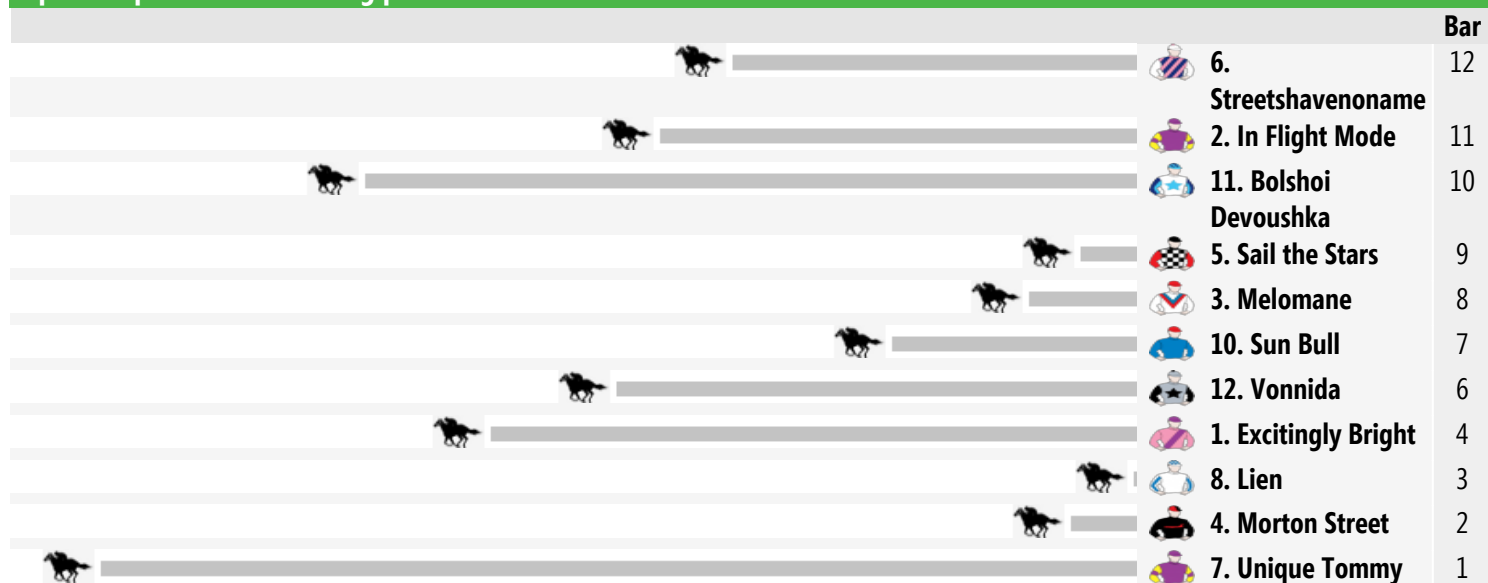 Bar
6. 12
Streetshavenoname
2. In Flight Mode 11
11. Bolshoi 10
Devoushka
5. Sail the Stars 9
3. Melomane 8
10. Sun Bull 7
12. Vonnida 6
1. Excitingly Bright 4
8. Lien 3
4. Morton Street 2
7. Unique Tommy 1